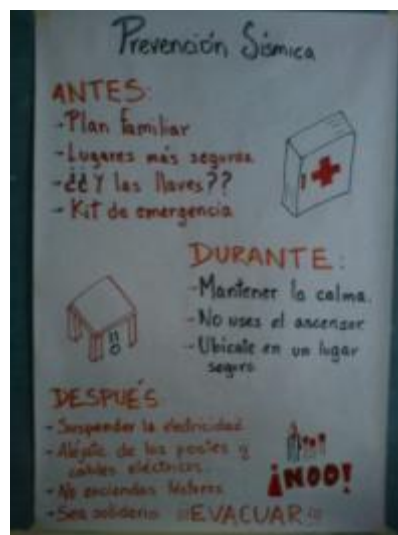 Prevención Sísmica
ANTES:
- Plan familiar
- Lugares más seguros
- ¿¿Y las llaves??
- Kit de emergencia
DURANTE:
- Mantener la calma.
- No uses el ascensor
- Ubícate en un lugar
seguro
DESPUÉS
- Suspender la electricidad
- Aléjate de los postes y
cables eléctricos
- No enciendas
¡NOO!
- Sea solidario ¡¡¡EVACUAR!!!